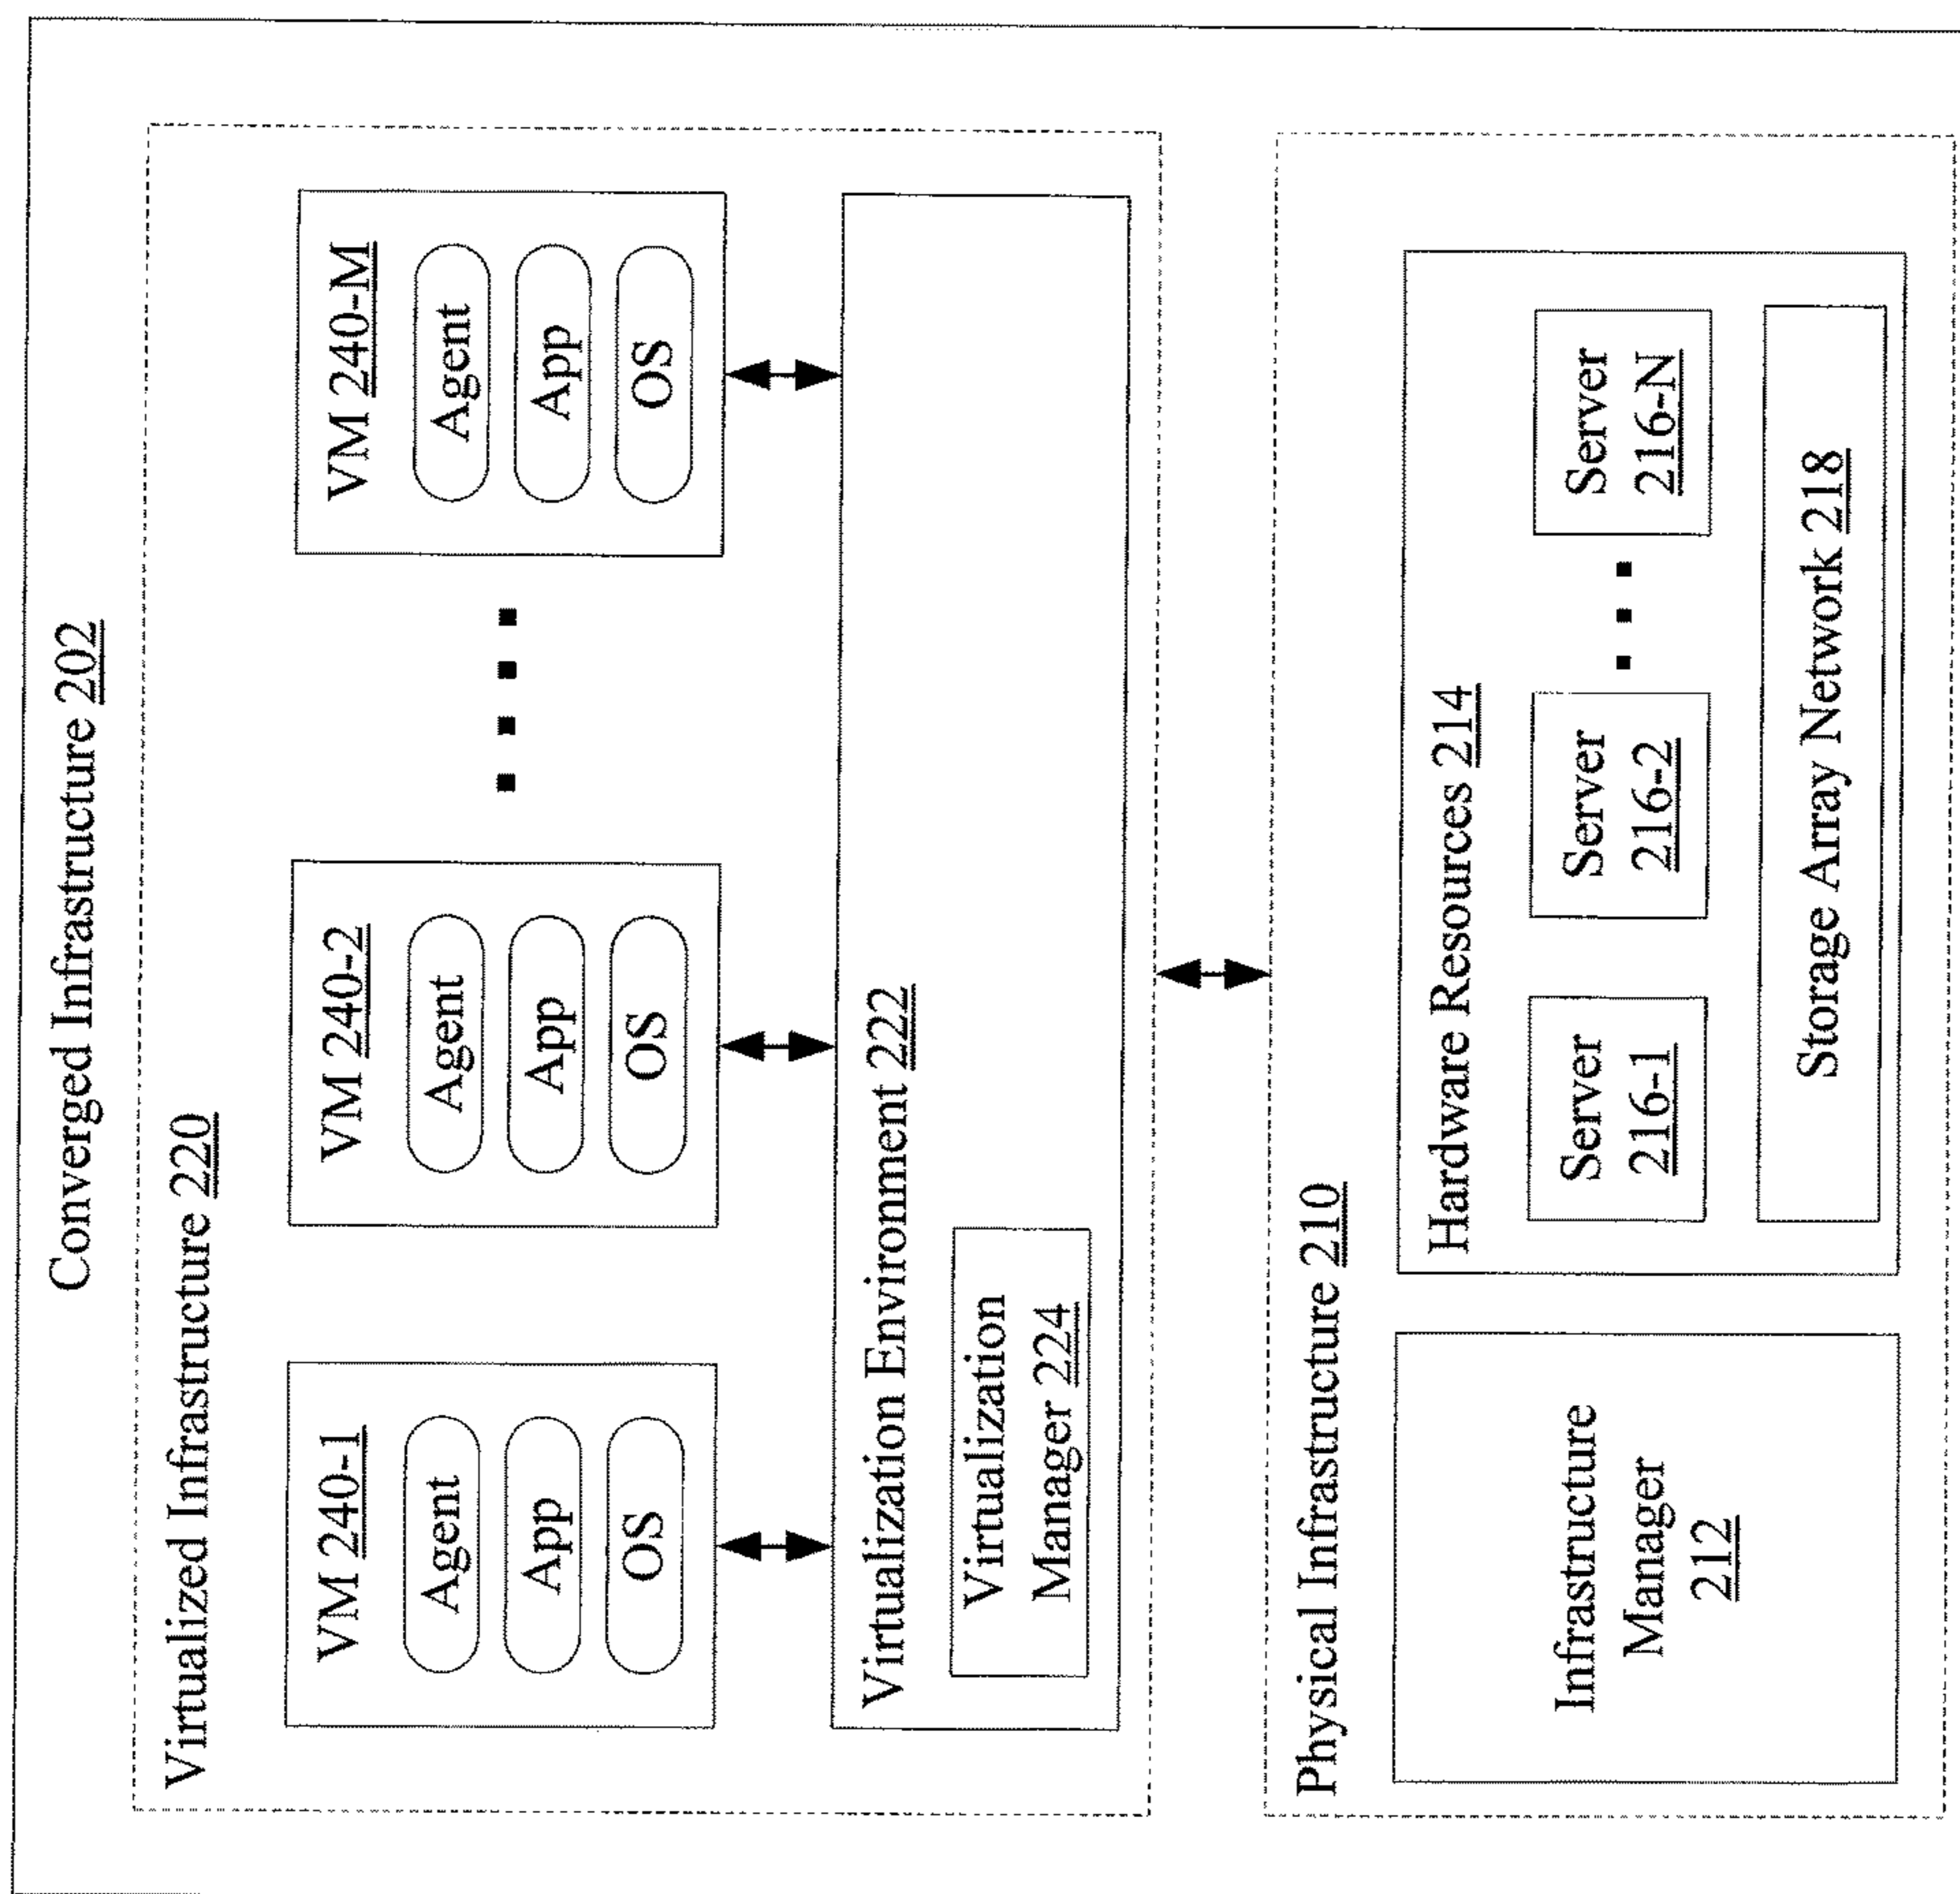 Converged Infrastructure 202
Virtualized Infrastructure 220
VM 240-1
Agent
App
OS
VM 240-2
Agent
App
OS
VM 240-M
Agent
App
OS
Virtualization Environment 222
Virtualization
Manager 224
Physical Infrastructure 210
Infrastructure
Manager
212
Hardware Resources 214
Server
216-1
Server
216-2
Server
216-N
Storage Array Network 218